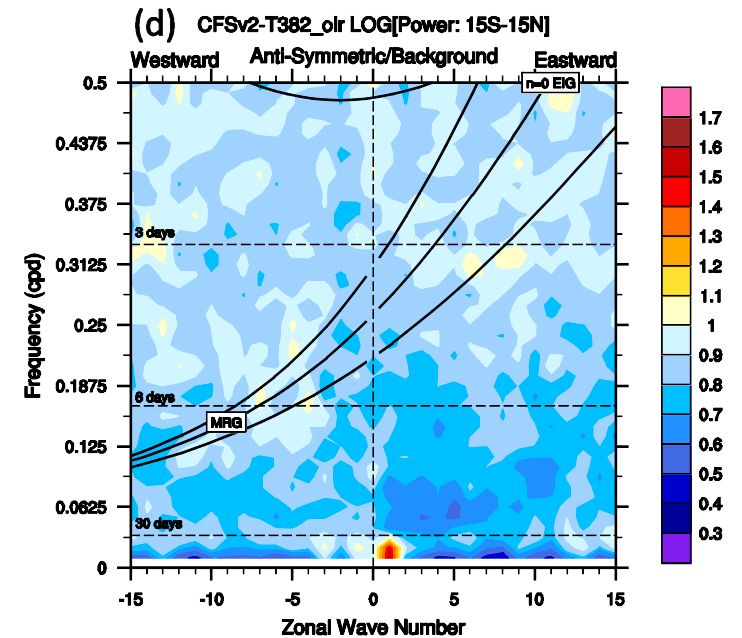 (d) CFSv2-T382_olr LOG[Power: 15S-15N]
Westward Anti-Symmetric/Background Eastward
0.5
0.4375
0.375
0.3125
0.25
0.1875
0.125
0.0625
0
Frequency (cpd)
n=0 EIG
3 days
6 days
MRG
30 days
-15 -10 -5 0 5 10 15
Zonal Wave Number
1.7
1.6
1.5
1.4
1.3
1.2
1.1
1
0.9
0.8
0.7
0.6
0.5
0.4
0.3